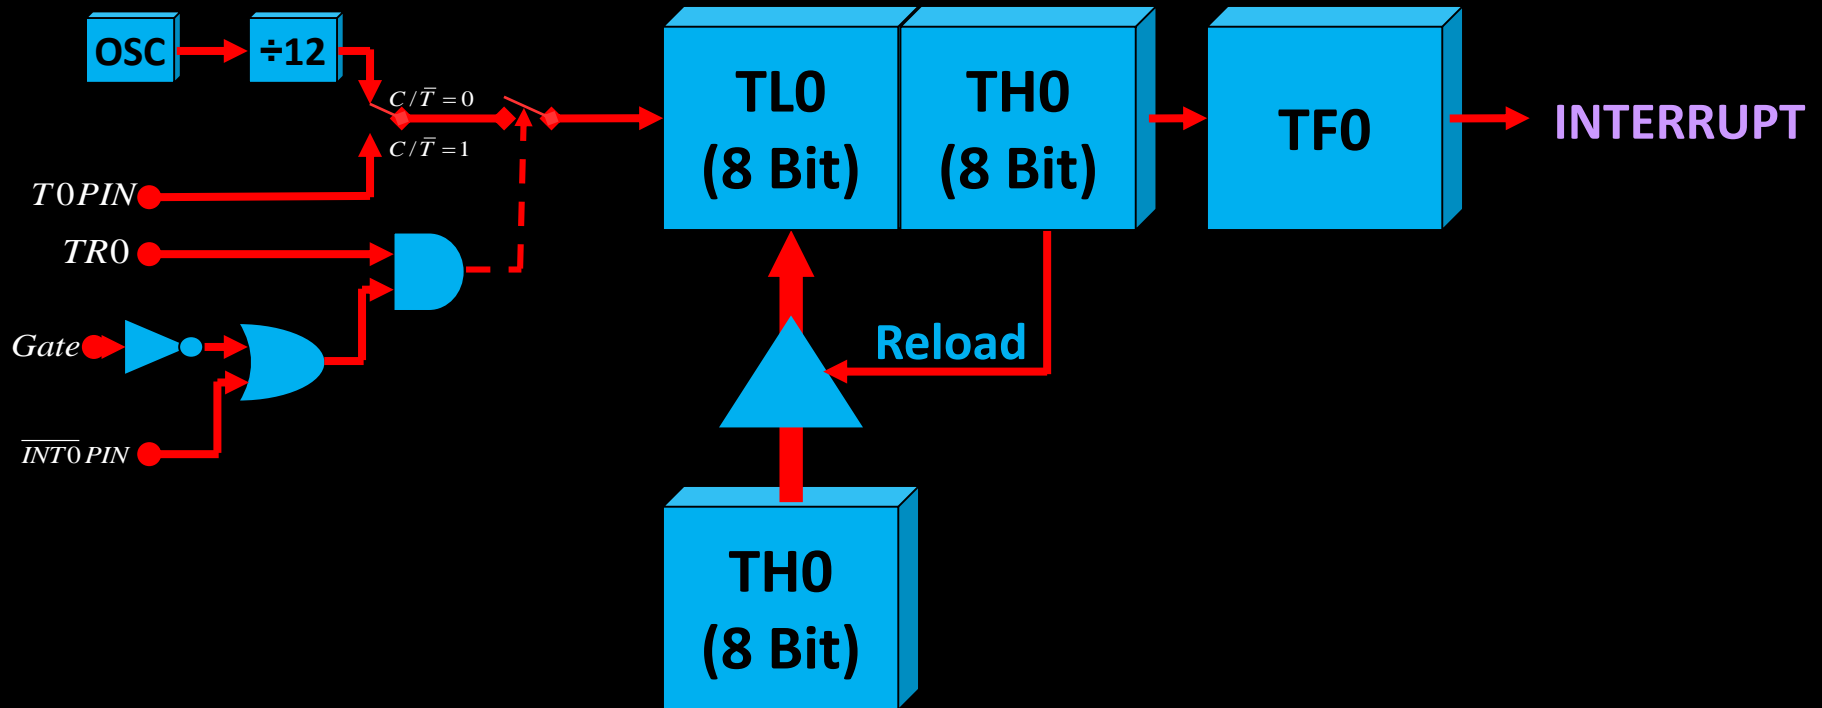 OSC
÷12
C/T̅ = 0
C/T̅ = 1
T0PIN
TR0
Gate
I̅N̅T̅0̅ PIN
TL0
(8 Bit)
TH0
(8 Bit)
TF0
INTERRUPT
Reload
TH0
(8 Bit)